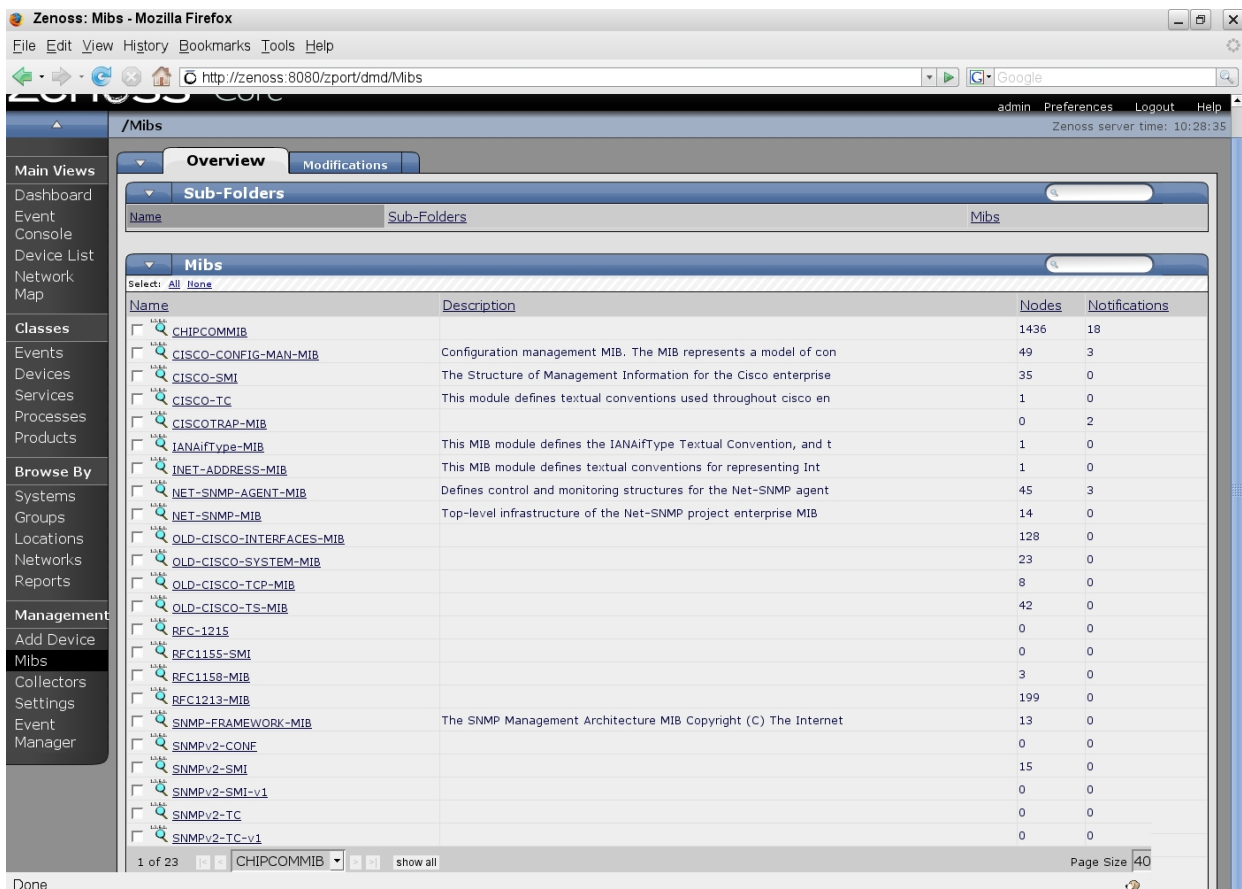 Zenoss: Mibs - Mozilla Firefox
File Edit View History Bookmarks Tools Help
http://zenoss:8080/zport/dmd/Mibs
Google
zenoss Core
admin Preferences Logout Help
/Mibs
Zenoss server time: 10:28:35
Main Views
Dashboard
Event
Console
Device List
Network
Map
Classes
Events
Devices
Services
Processes
Products
Browse By
Systems
Groups
Locations
Networks
Reports
Management
Add Device
Mibs
Collectors
Settings
Event
Manager
Overview Modifications
Sub-Folders
Name Sub-Folders Mibs
Mibs
Select: All None
Name Description Nodes Notifications
CHIPCOMMIB 1436 18
CISCO-CONFIG-MAN-MIB Configuration management MIB. The MIB represents a model of con 49 3
CISCO-SMI The Structure of Management Information for the Cisco enterprise 35 0
CISCO-TC This module defines textual conventions used throughout cisco en 1 0
CISCOTRAP-MIB 0 2
IANAifType-MIB This MIB module defines the IANAifType Textual Convention, and t 1 0
INET-ADDRESS-MIB This MIB module defines textual conventions for representing Int 1 0
NET-SNMP-AGENT-MIB Defines control and monitoring structures for the Net-SNMP agent 45 3
NET-SNMP-MIB Top-level infrastructure of the Net-SNMP project enterprise MIB 14 0
OLD-CISCO-INTERFACES-MIB 128 0
OLD-CISCO-SYSTEM-MIB 23 0
OLD-CISCO-TCP-MIB 8 0
OLD-CISCO-TS-MIB 42 0
RFC-1215 0 0
RFC1155-SMI 0 0
RFC1158-MIB 3 0
RFC1213-MIB 199 0
SNMP-FRAMEWORK-MIB The SNMP Management Architecture MIB Copyright (C) The Internet 13 0
SNMPv2-CONF 0 0
SNMPv2-SMI 15 0
SNMPv2-SMI-v1 0 0
SNMPv2-TC 0 0
SNMPv2-TC-v1 0 0
1 of 23 |< < CHIPCOMMIB > >| show all Page Size 40
Done